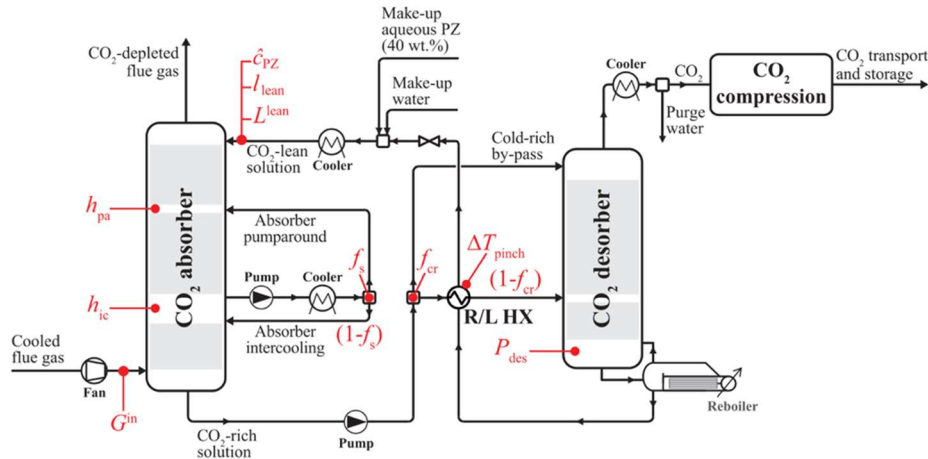 Make-up
aqueous PZ
(40 wt.%)
CO₂-depleted
flue gas
ĉPZ
llean
Llean
Make-up
water
Cooler
CO₂
CO₂
compression
CO₂ transport
and storage
Purge
water
CO₂-lean
solution
Cooler
Cold-rich
by-pass
CO₂ absorber
hpa
Absorber
pumparound
fs
fcr
ΔTpinch
(1-fcr)
CO₂ desorber
Pump
Cooler
hic
R/L HX
Absorber
intercooling
(1-fs)
Pdes
Cooled
flue gas
Fan
Gin
Reboiler
CO₂-rich
solution
Pump